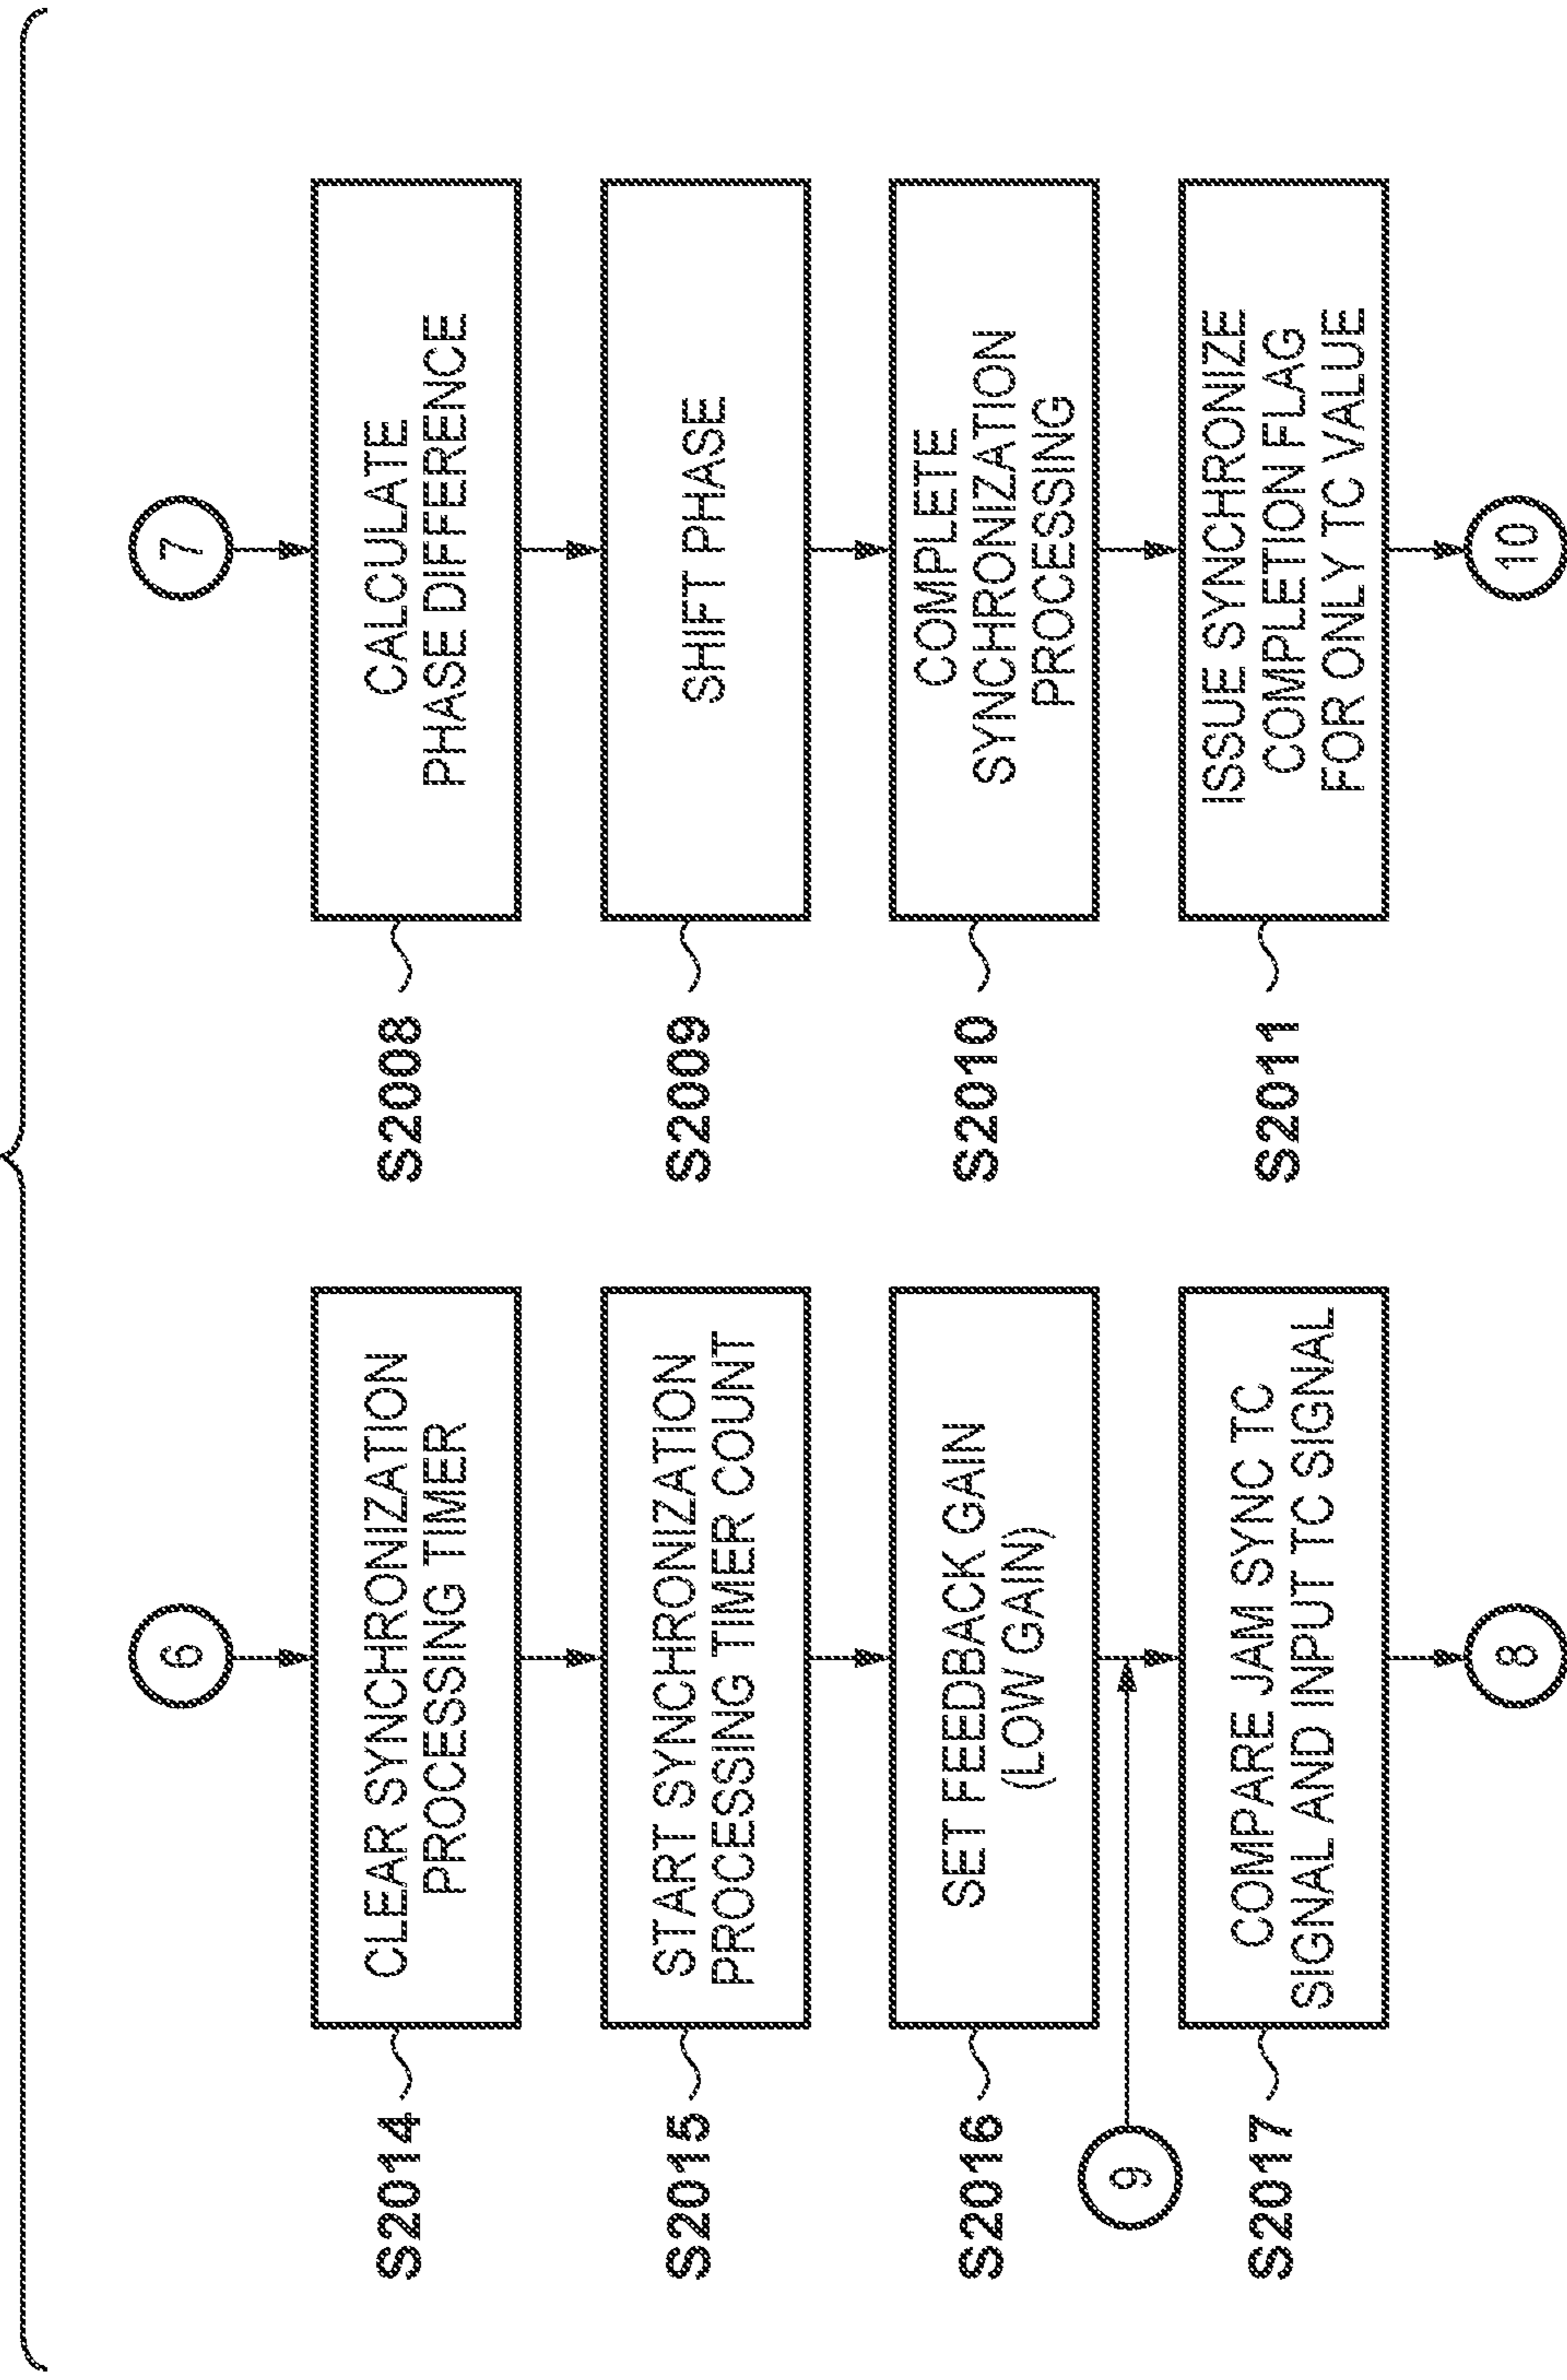 6
S2014
CLEAR SYNCHRONIZATION
PROCESSING TIMER
S2015
START SYNCHRONIZATION
PROCESSING TIMER COUNT
S2016
SET FEEDBACK GAIN
(LOW GAIN)
9
S2017
COMPARE JAM SYNC TC
SIGNAL AND INPUT TC SIGNAL
8
7
S2008
CALCULATE
PHASE DIFFERENCE
S2009
SHIFT PHASE
S2010
COMPLETE
SYNCHRONIZATION
PROCESSING
S2011
ISSUE SYNCHRONIZE
COMPLETION FLAG
FOR ONLY TC VALUE
10